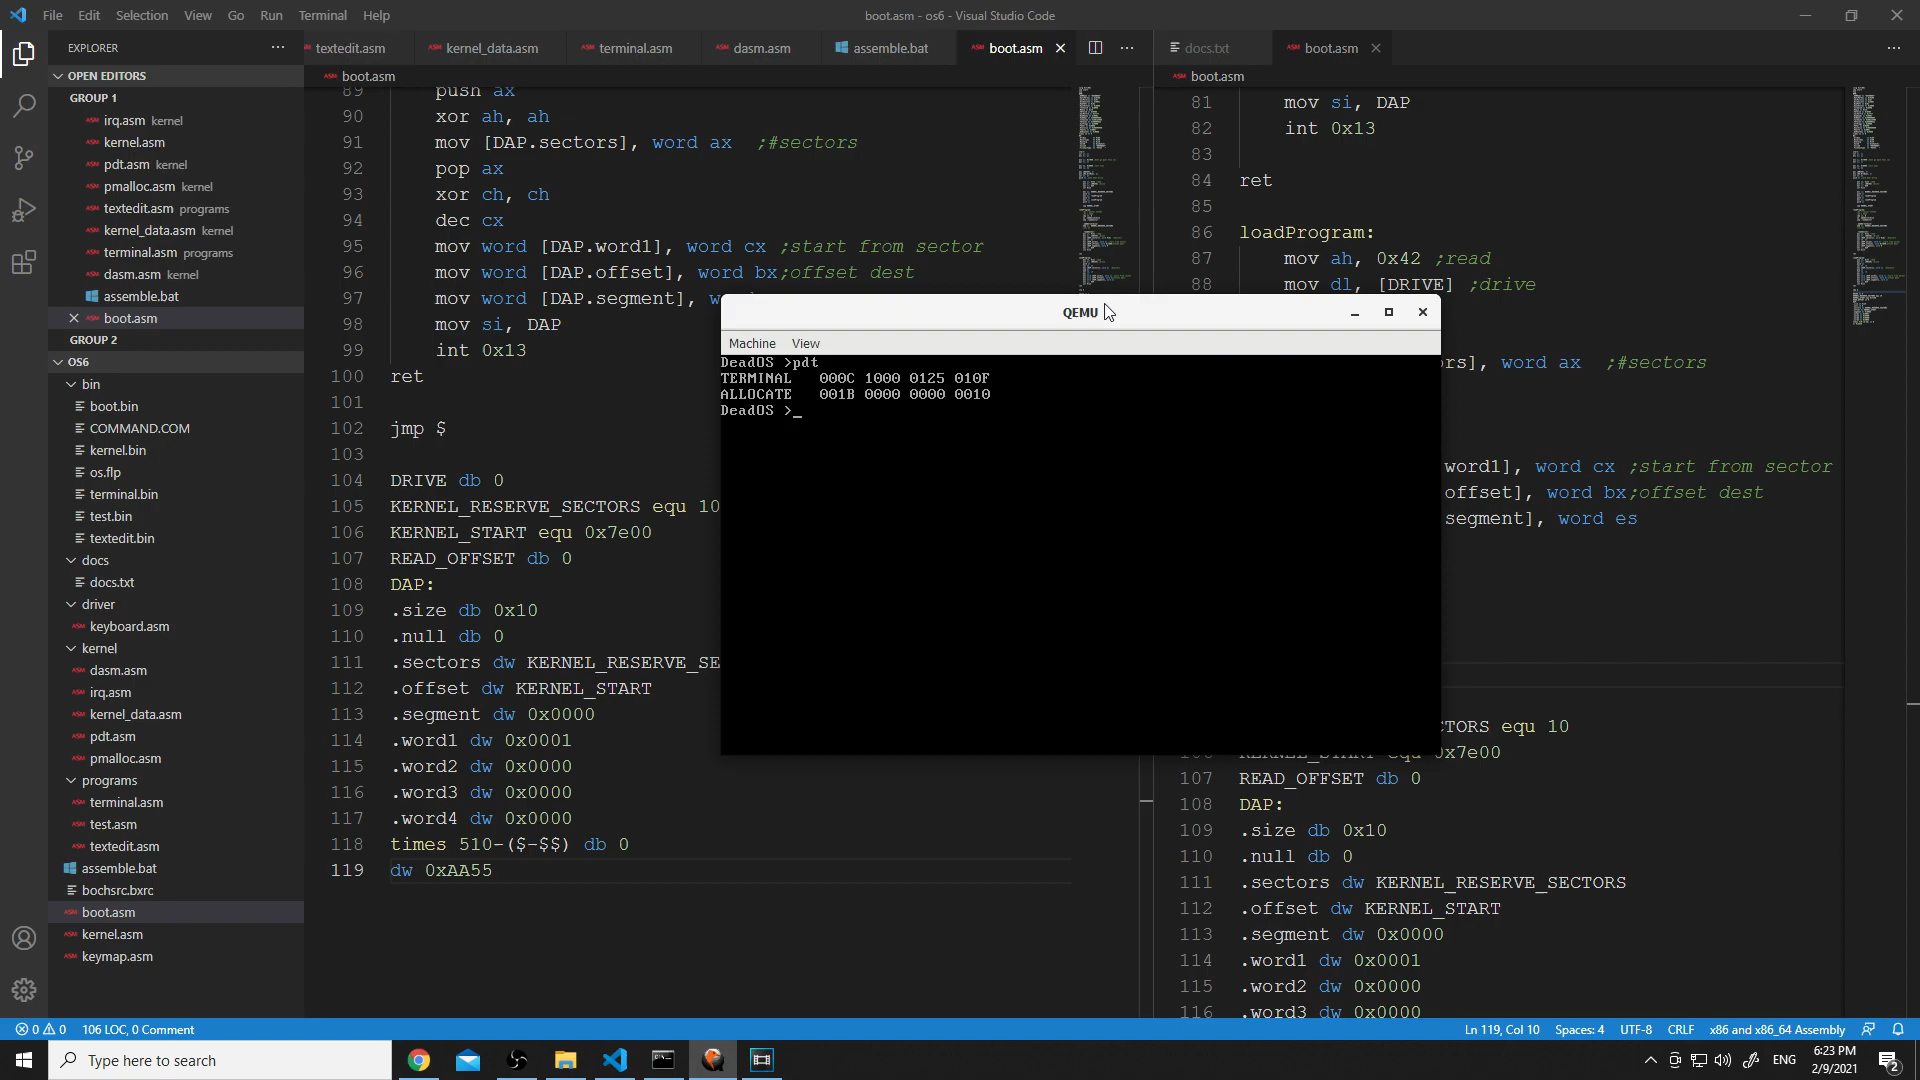 File Edit Selection View Go Run Terminal Help
boot.asm - os6 - Visual Studio Code
EXPLORER
OPEN EDITORS
GROUP 1
irq.asm kernel
kernel.asm
pdt.asm kernel
pmalloc.asm kernel
textedit.asm programs
kernel_data.asm kernel
terminal.asm programs
dasm.asm kernel
assemble.bat
boot.asm
GROUP 2
OS6
bin
boot.bin
COMMAND.COM
kernel.bin
os.flp
terminal.bin
test.bin
textedit.bin
docs
docs.txt
driver
keyboard.asm
kernel
dasm.asm
irq.asm
kernel_data.asm
pdt.asm
pmalloc.asm
programs
terminal.asm
test.asm
textedit.asm
assemble.bat
bochsrc.bxrc
boot.asm
kernel.asm
keymap.asm
textedit.asm kernel_data.asm terminal.asm dasm.asm assemble.bat boot.asm
boot.asm
89 push ax
90 xor ah, ah
91 mov [DAP.sectors], word ax ;#sectors
92 pop ax
93 xor ch, ch
94 dec cx
95 mov word [DAP.word1], word cx ;start from sector
96 mov word [DAP.offset], word bx;offset dest
97 mov word [DAP.segment], w
98 mov si, DAP
99 int 0x13
100 ret
101
102 jmp $
103
104 DRIVE db 0
105 KERNEL_RESERVE_SECTORS equ 10
106 KERNEL_START equ 0x7e00
107 READ_OFFSET db 0
108 DAP:
109 .size db 0x10
110 .null db 0
111 .sectors dw KERNEL_RESERVE_SE
112 .offset dw KERNEL_START
113 .segment dw 0x0000
114 .word1 dw 0x0001
115 .word2 dw 0x0000
116 .word3 dw 0x0000
117 .word4 dw 0x0000
118 times 510-($-$$) db 0
119 dw 0xAA55
QEMU
Machine View
DeadOS >pdt
TERMINAL 000C 1000 0125 010F
ALLOCATE 001B 0000 0000 0010
DeadOS >_
docs.txt boot.asm
boot.asm
81 mov si, DAP
82 int 0x13
83
84 ret
85
86 loadProgram:
87 mov ah, 0x42 ;read
88 mov dl, [DRIVE] ;drive
rs], word ax ;#sectors
word1], word cx ;start from sector
offset], word bx;offset dest
segment], word es
CTORS equ 10
KERNEL_START equ 0x7e00
107 READ_OFFSET db 0
108 DAP:
109 .size db 0x10
110 .null db 0
111 .sectors dw KERNEL_RESERVE_SECTORS
112 .offset dw KERNEL_START
113 .segment dw 0x0000
114 .word1 dw 0x0001
115 .word2 dw 0x0000
116 .word3 dw 0x0000
0 0 106 LOC, 0 Comment
Ln 119, Col 10 Spaces: 4 UTF-8 CRLF x86 and x86_64 Assembly
Type here to search
ENG
6:23 PM
2/9/2021
2